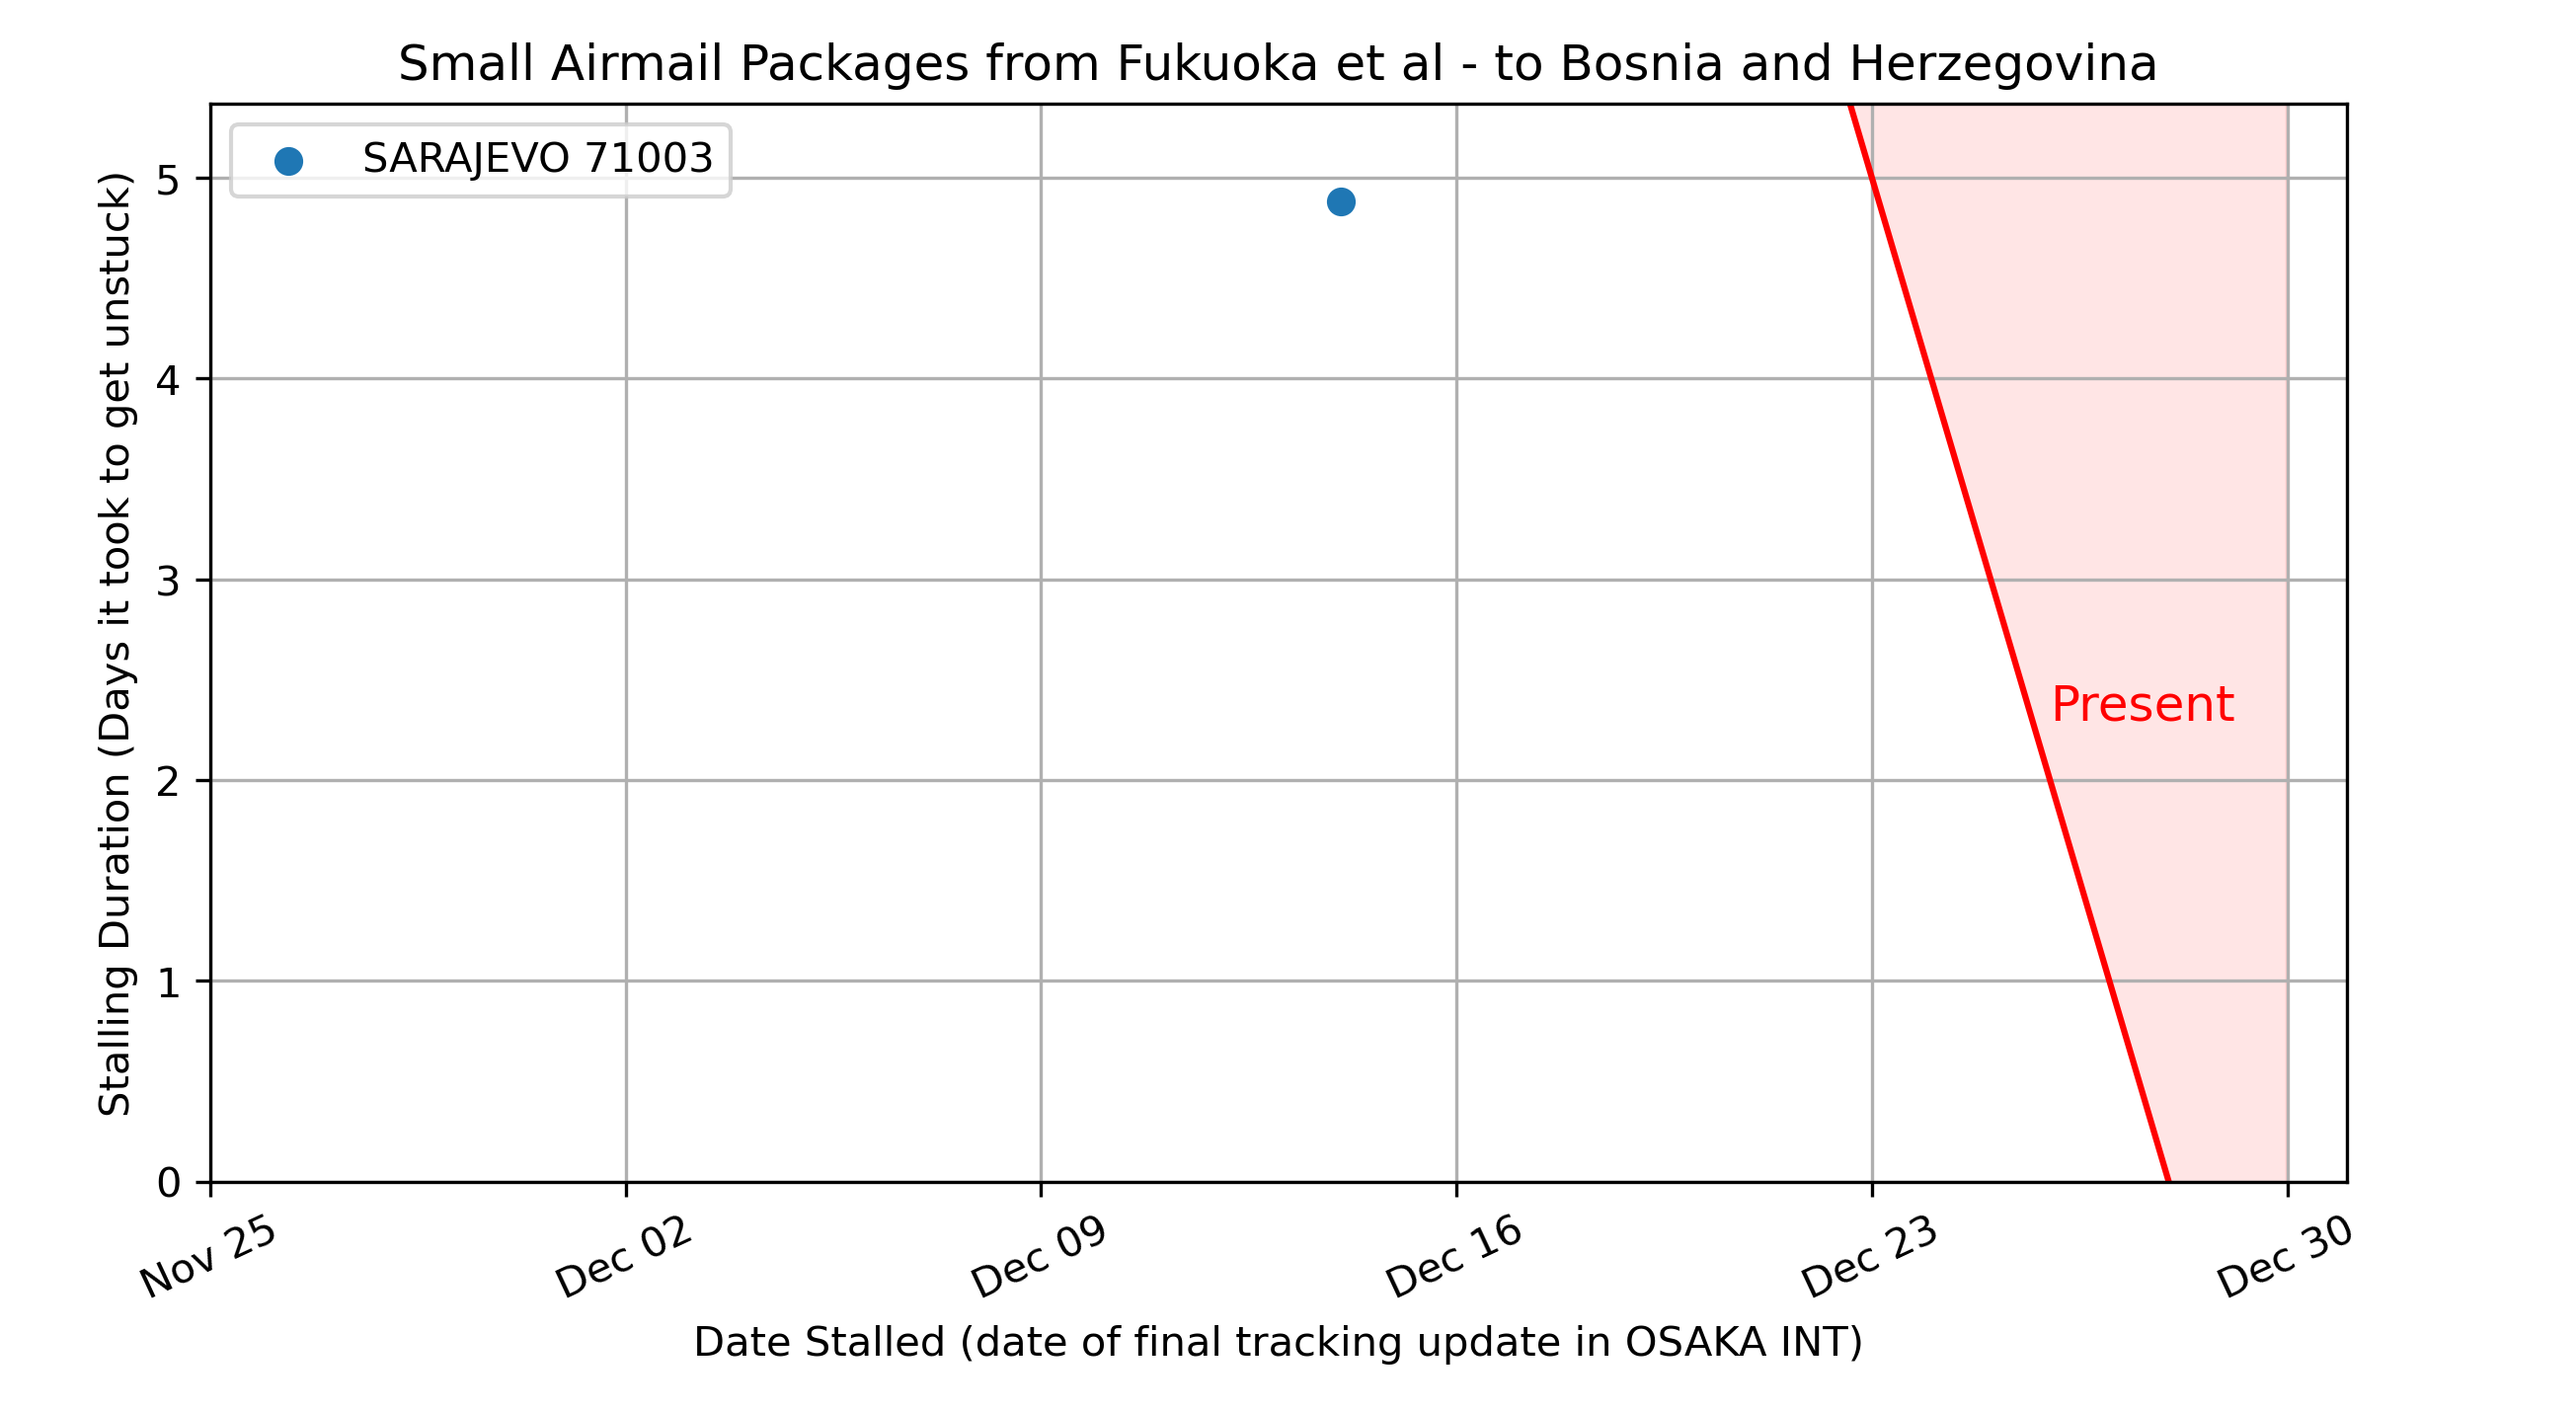 Small Airmail Packages from Fukuoka et al - to Bosnia and Herzegovina
SARAJEVO 71003
Stalling Duration (Days it took to get unstuck)
5
4
3
2
1
0
Present
Nov 25
Dec 02
Dec 09
Dec 16
Dec 23
Dec 30
Date Stalled (date of final tracking update in OSAKA INT)